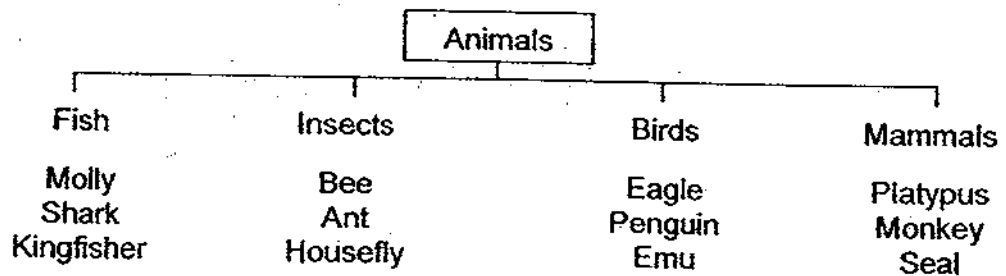 Animals
Fish Insects Birds Mammals
Molly Bee Eagle Platypus
Shark Ant Penguin Monkey
Kingfisher Housefly Emu Seal